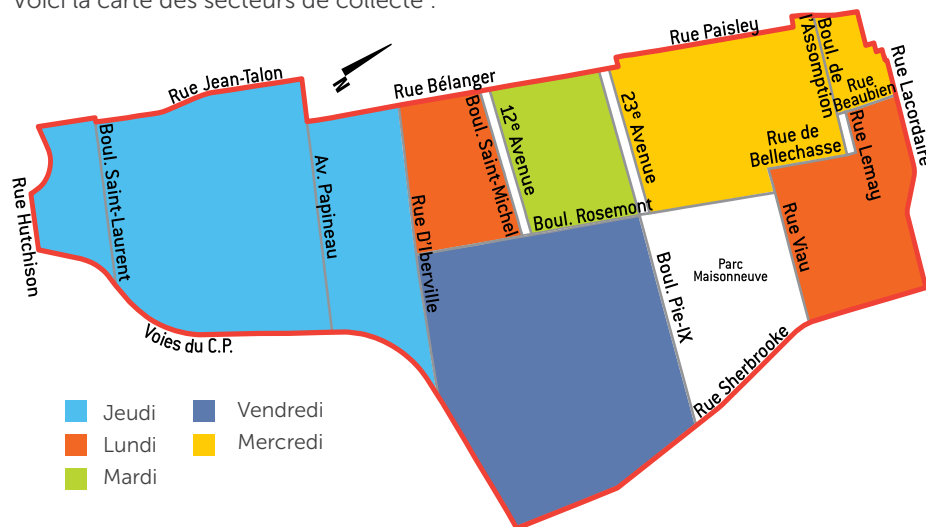 Voici la carte des secteurs de collecte :
Rue Paisley
Boul. de
l'Assomption
Rue Jean-Talon
N
Rue Bélanger
Rue
Beaubien
Rue Lacordaire
Boul. Saint-Laurent
Av. Papineau
Boul. Saint-Michel
12e Avenue
23e Avenue
Rue de
Bellechasse
Rue Lemay
Rue Hutchison
Rue D'Iberville
Boul. Rosemont
Boul. Pie-IX
Parc
Maisonneuve
Rue Viau
Voies du C.P.
Rue Sherbrooke
Jeudi
Lundi
Mardi
Vendredi
Mercredi